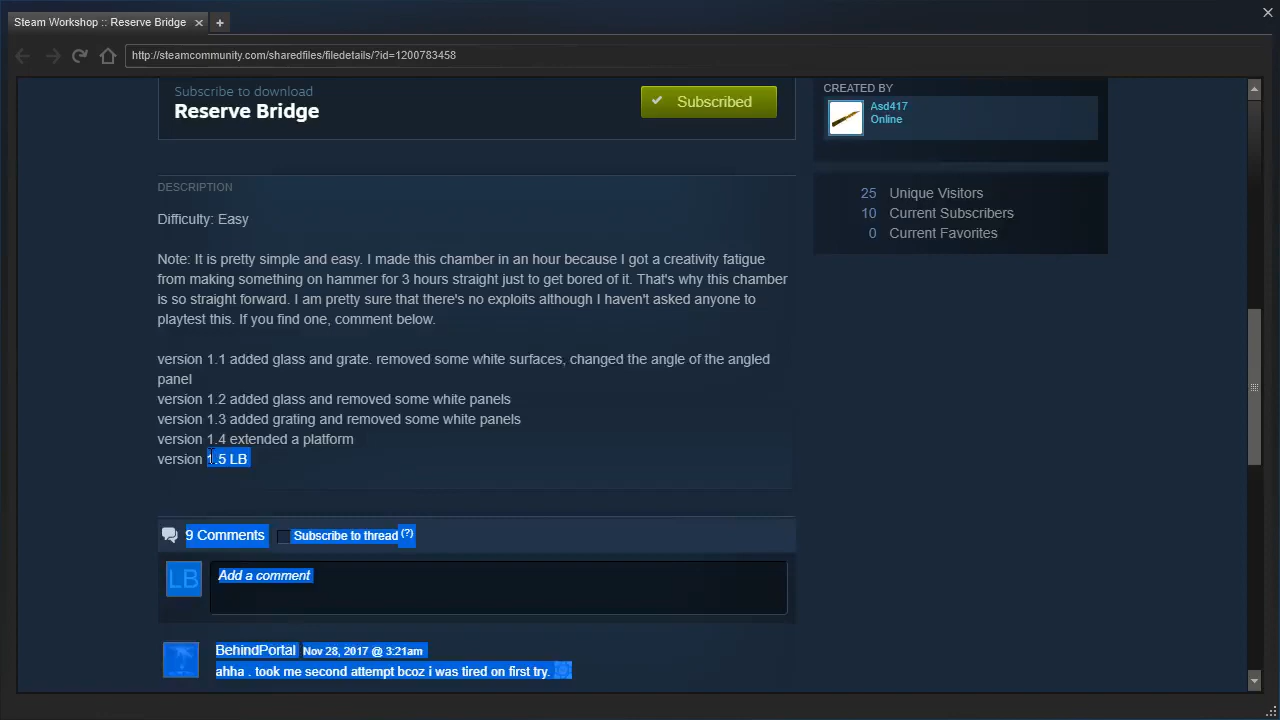 Steam Workshop :: Reserve Bridge
http://steamcommunity.com/sharedfiles/filedetails/?id=1200783458
Subscribe to download
Reserve Bridge
Subscribed
CREATED BY
Asd417
Online
25 Unique Visitors
10 Current Subscribers
0 Current Favorites
DESCRIPTION
Difficulty: Easy
Note: It is pretty simple and easy. I made this chamber in an hour because I got a creativity fatigue
from making something on hammer for 3 hours straight just to get bored of it. That's why this chamber
is so straight forward. I am pretty sure that there's no exploits although I haven't asked anyone to
playtest this. If you find one, comment below.
version 1.1 added glass and grate. removed some white surfaces, changed the angle of the angled
panel
version 1.2 added glass and removed some white panels
version 1.3 added grating and removed some white panels
version 1.4 extended a platform
version 1.5 LB
9 Comments Subscribe to thread (?)
LB
Add a comment
BehindPortal Nov 28, 2017 @ 3:21am
ahha . took me second attempt bcoz i was tired on first try.